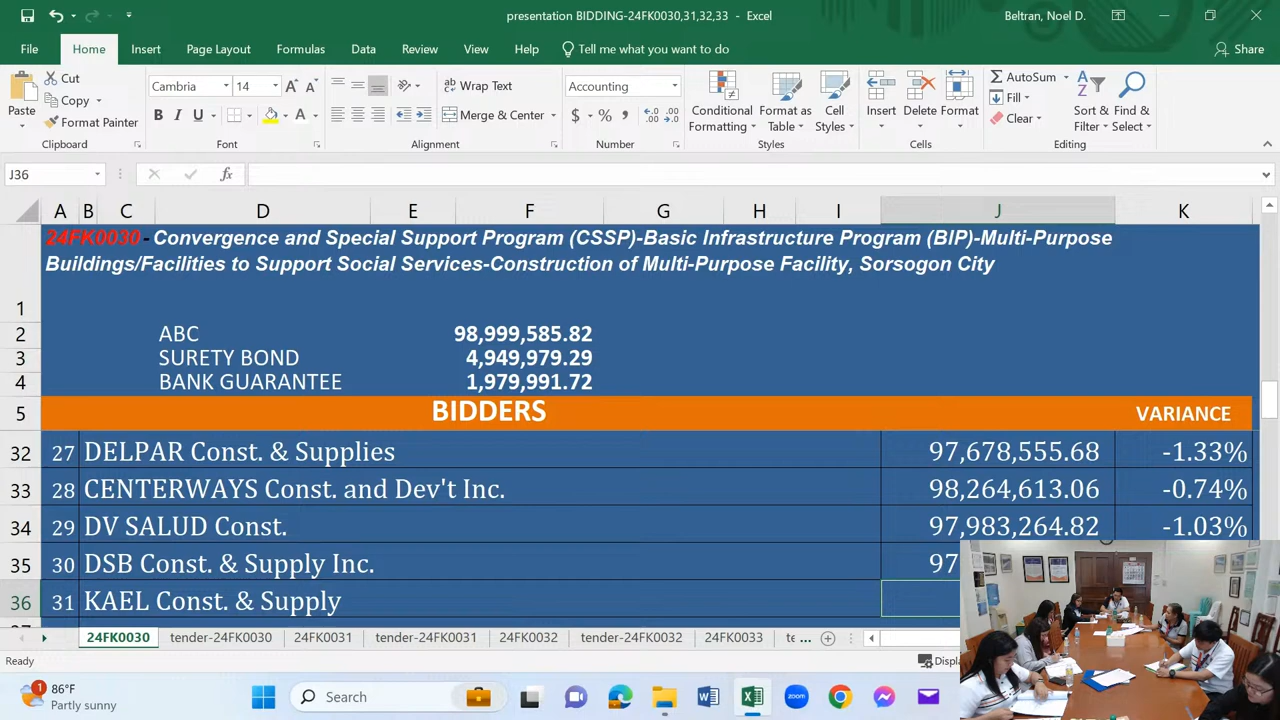 presentation BIDDING-24FK0030,31,32,33 - Excel
Beltran, Noel D.
File Home Insert Page Layout Formulas Data Review View Help Tell me what you want to do Share
Paste
Cut
Copy
Format Painter
Clipboard
Cambria 14
B I U
Font
Wrap Text
Merge & Center
Alignment
Accounting
Number
Conditional Formatting
Format as Table
Cell Styles
Styles
Insert Delete Format
Cells
AutoSum
Fill
Clear
Sort & Filter
Find & Select
Editing
J36
fx
A B C D E F G H I J K
24FK0030 - Convergence and Special Support Program (CSSP)-Basic Infrastructure Program (BIP)-Multi-Purpose
Buildings/Facilities to Support Social Services-Construction of Multi-Purpose Facility, Sorsogon City
1
2 ABC 98,999,585.82
3 SURETY BOND 4,949,979.29
4 BANK GUARANTEE 1,979,991.72
5 BIDDERS VARIANCE
32 27 DELPAR Const. & Supplies 97,678,555.68 -1.33%
33 28 CENTERWAYS Const. and Dev't Inc. 98,264,613.06 -0.74%
34 29 DV SALUD Const. 97,983,264.82 -1.03%
35 30 DSB Const. & Supply Inc. 97
36 31 KAEL Const. & Supply
24FK0030 tender-24FK0030 24FK0031 tender-24FK0031 24FK0032 tender-24FK0032 24FK0033 te ...
Ready
1
86°F
Partly sunny
Search
zoom